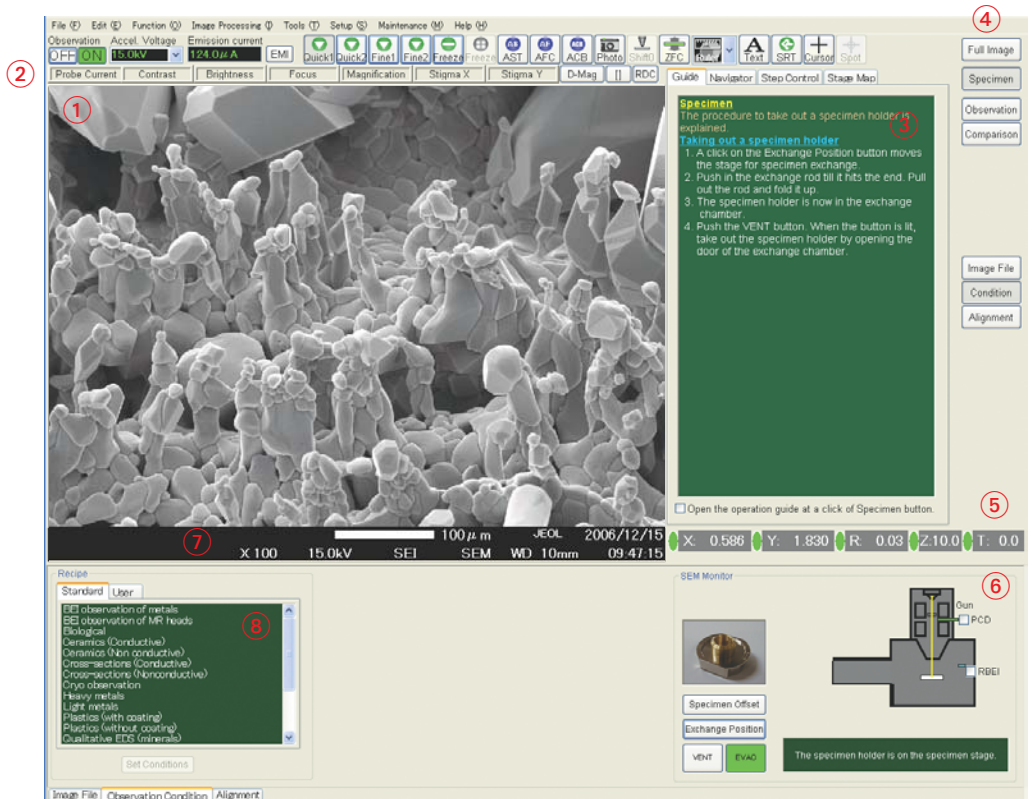 File (F) Edit (E) Function (O) Image Processing (I) Tools (T) Setup (S) Maintenance (M) Help (H)
④
Observation Accel. Voltage Emission current
OFF ON 15.0kV 124.0μA EMI Quick1 Quick2 Fine1 Fine2 Freeze Freeze AST AFC ACB Photo Shift0 ZFC A Text SRT Cursor Spot
Full Image
② Probe Current Contrast Brightness Focus Magnification Stigma X Stigma Y D-Mag [] RDC
Guide Navigator Step Control Stage Map
Specimen
Observation
Comparison
①
③
Specimen
The procedure to take out a specimen holder is
explained.
Taking out a specimen holder
1. A click on the Exchange Position button moves
the stage for specimen exchange.
2. Push in the exchange rod till it hits the end. Pull
out the rod and fold it up.
3. The specimen holder is now in the exchange
chamber.
4. Push the VENT button. When the button is lit,
take out the specimen holder by opening the
door of the exchange chamber.
Image File
Condition
Alignment
Open the operation guide at a click of Specimen button.
⑤
⑦
100μm JEOL 2006/12/15
X 100 15.0kV SEI SEM WD 10mm 09:47:15
X: 0.586 Y: 1.830 R: 0.03 Z:10.0 T: 0.0
Recipe
Standard User
⑧
BEI observation of metals
BEI observation of MR heads
Biological
Ceramics (Conductive)
Ceramics (Non conductive)
Cross-sections (Conductive)
Cross-sections (Nonconductive)
Cryo observation
Heavy metals
Light metals
Plastics (with coating)
Plastics (without coating)
Qualitative EDS (minerals)
Set Conditions
SEM Monitor
⑥
Gun
PCD
RBEI
Specimen Offset
Exchange Position
VENT EVAC
The specimen holder is on the specimen stage.
Image File Observation Condition Alignment